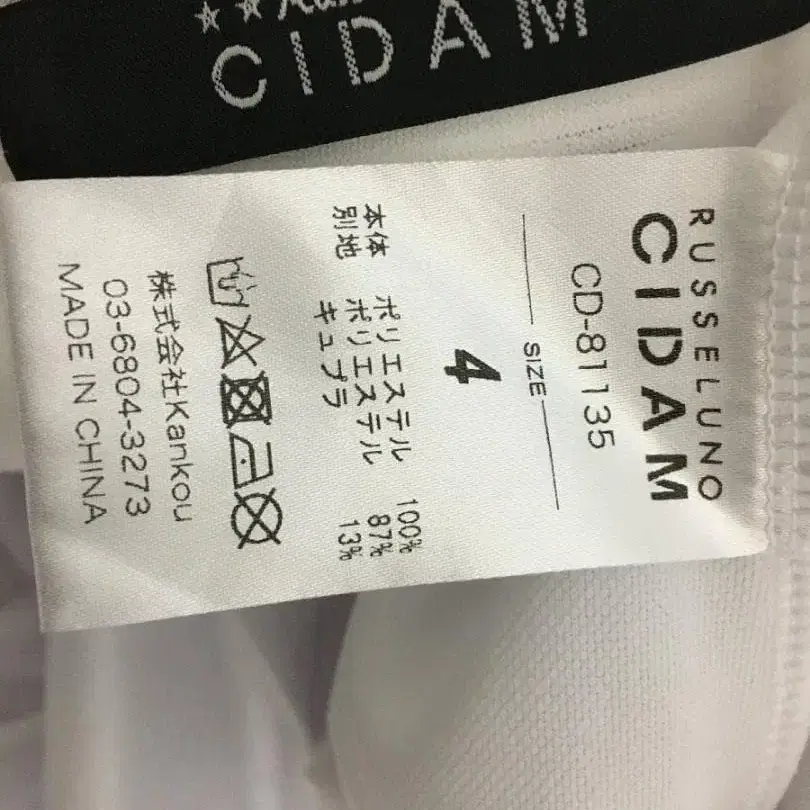 CIDAM
RUSSELUNO
CIDAM
CD-81135
SIZE
4
本体 ポリエステル 100%
別地 ポリエステル 87%
キュプラ 13%
株式会社Kankou
03-6804-3273
MADE IN CHINA